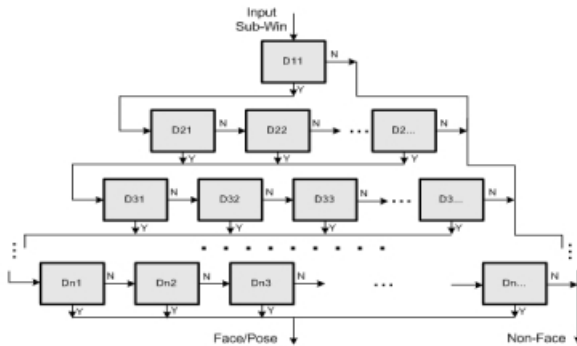 Input
Sub-Win
D11 N
Y
D21 N D22 N ... D2... N
Y Y Y
D31 N D32 N D33 N ... D3... N
Y Y Y Y
Dn1 N Dn2 N Dn3 N ... Dn... N
Y Y Y Y
Face/Pose Non-Face